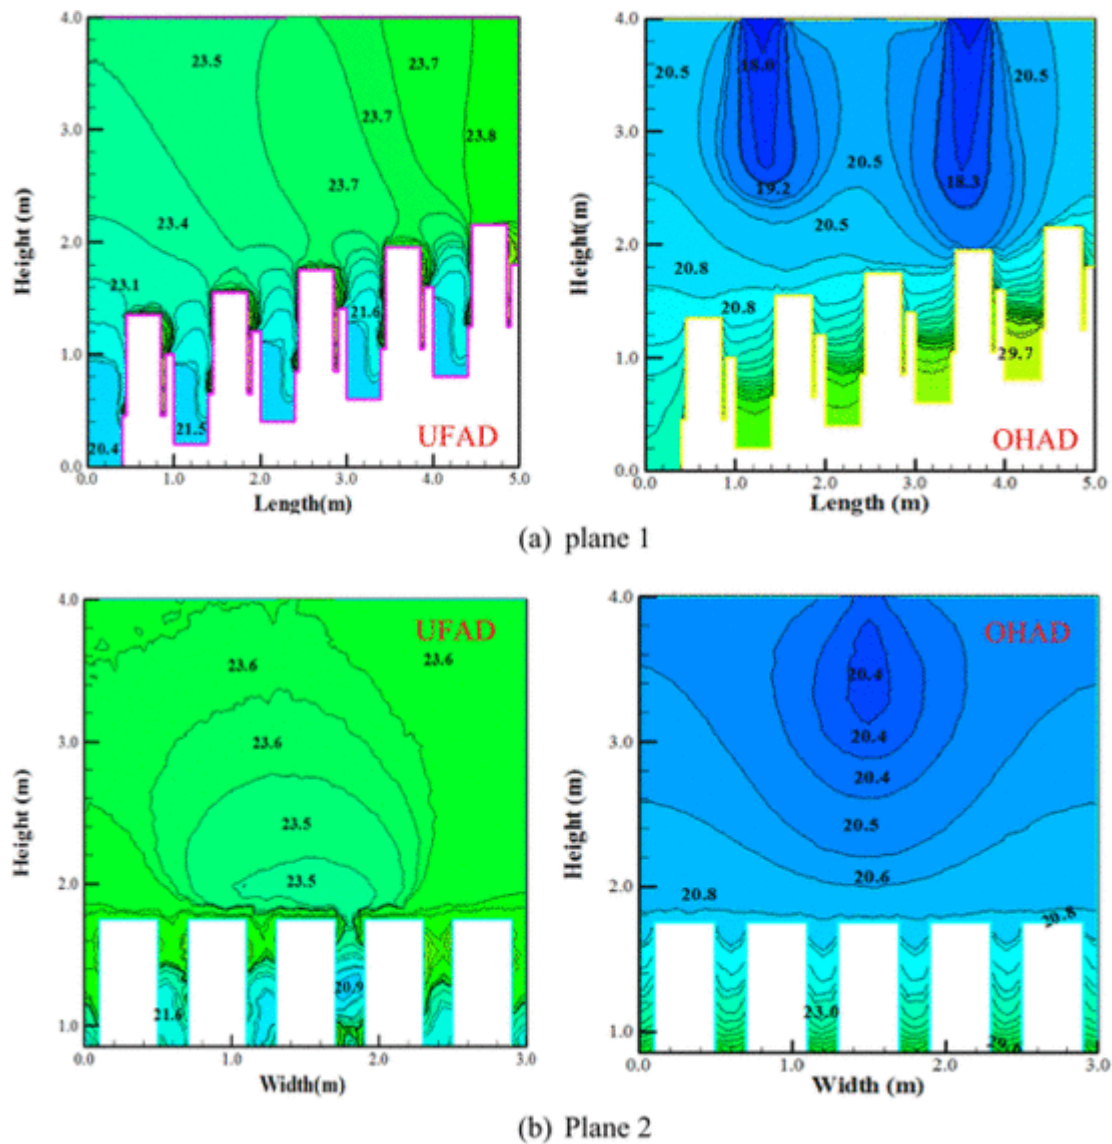 4.0
3.0
2.0
1.0
0.0
Height (m)
23.5
23.7
23.7
23.8
23.7
23.4
23.1
21.6
21.5
20.4
UFAD
0.0 1.0 2.0 3.0 4.0 5.0
Length(m)
4.0
3.0
2.0
1.0
0.0
Height(m)
18.0
20.5
20.5
20.5
19.2
18.3
20.5
20.8
20.8
29.7
OHAD
0.0 1.0 2.0 3.0 4.0 5.0
Length (m)
(a) plane 1
4.0
3.0
2.0
1.0
Height (m)
UFAD
23.6
23.6
23.6
23.5
23.5
20.9
21.6
0.0 1.0 2.0 3.0
Width(m)
4.0
3.0
2.0
1.0
Height (m)
OHAD
20.4
20.4
20.4
20.5
20.6
20.8
20.8
23.0
0.0 1.0 2.0 3.0
Width (m)
(b) Plane 2